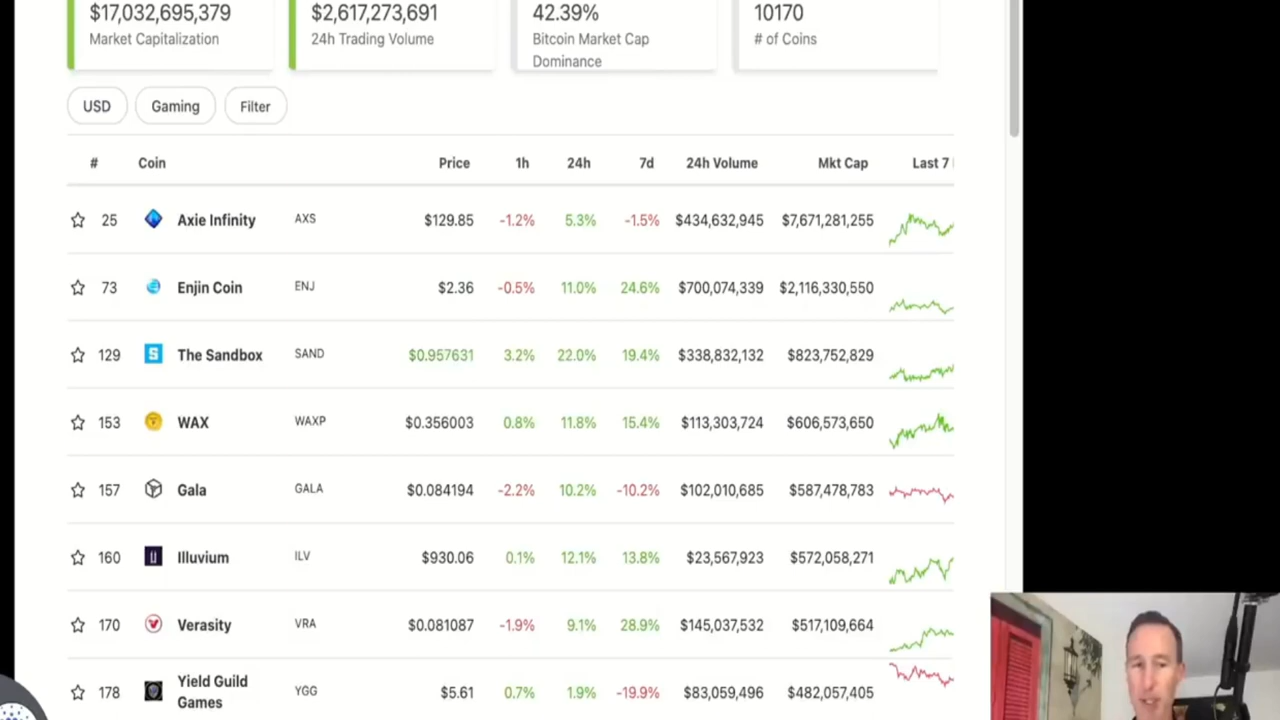 $17,032,695,379 $2,617,273,691 42.39% 10170
Market Capitalization 24h Trading Volume Bitcoin Market Cap Dominance # of Coins
USD Gaming Filter
# Coin Price 1h 24h 7d 24h Volume Mkt Cap Last 7
25 Axie Infinity AXS $129.85 -1.2% 5.3% -1.5% $434,632,945 $7,671,281,255
73 Enjin Coin ENJ $2.36 -0.5% 11.0% 24.6% $700,074,339 $2,116,330,550
129 The Sandbox SAND $0.957631 3.2% 22.0% 19.4% $338,832,132 $823,752,829
153 WAX WAXP $0.356003 0.8% 11.8% 15.4% $113,303,724 $606,573,650
157 Gala GALA $0.084194 -2.2% 10.2% -10.2% $102,010,685 $587,478,783
160 Illuvium ILV $930.06 0.1% 12.1% 13.8% $23,567,923 $572,058,271
170 Verasity VRA $0.081087 -1.9% 9.1% 28.9% $145,037,532 $517,109,664
178 Yield Guild Games YGG $5.61 0.7% 1.9% -19.9% $83,059,496 $482,057,405